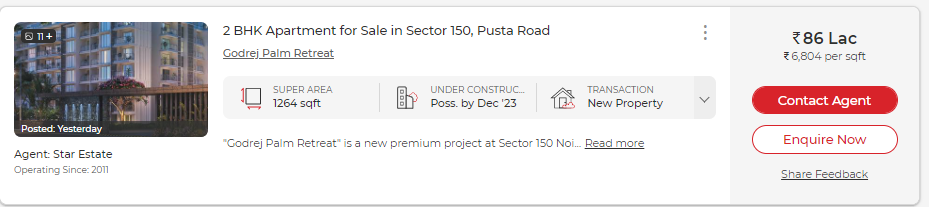 11 +
Posted: Yesterday
Agent: Star Estate
Operating Since: 2011
2 BHK Apartment for Sale in Sector 150, Pusta Road
Godrej Palm Retreat
SUPER AREA
1264 sqft
UNDER CONSTRUC...
Poss. by Dec '23
TRANSACTION
New Property
"Godrej Palm Retreat" is a new premium project at Sector 150 Noi... Read more
₹86 Lac
₹6,804 per sqft
Contact Agent
Enquire Now
Share Feedback